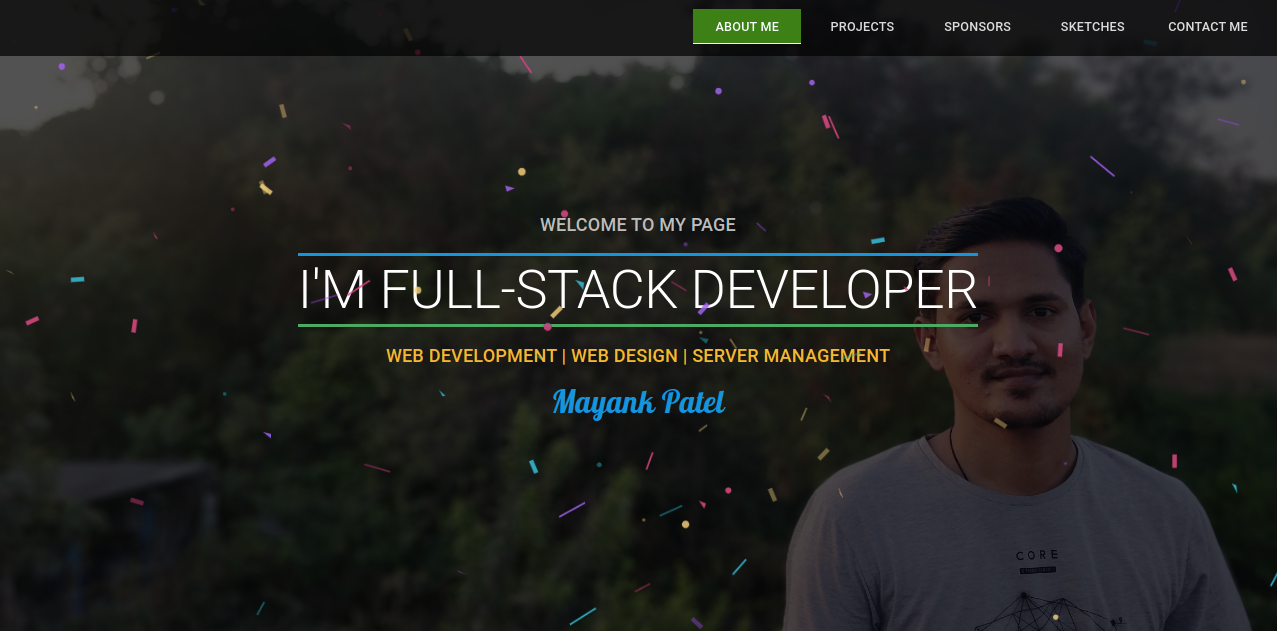 ABOUT ME PROJECTS SPONSORS SKETCHES CONTACT ME
WELCOME TO MY PAGE
I'M FULL-STACK DEVELOPER
WEB DEVELOPMENT | WEB DESIGN | SERVER MANAGEMENT
Mayank Patel
CORE